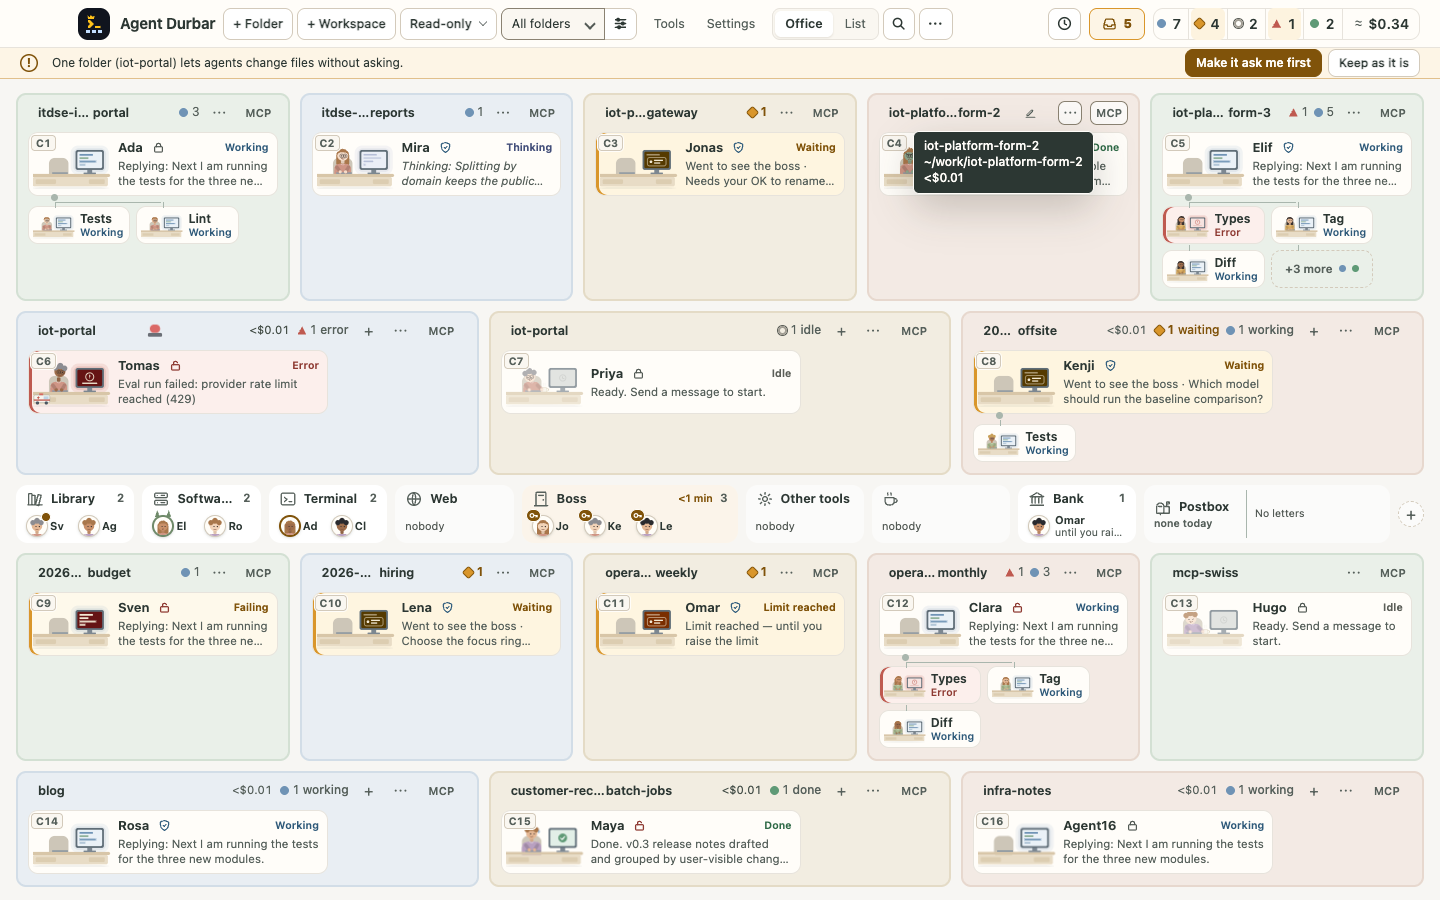 Agent Durbar
+ Folder
+ Workspace
Read-only
All folders
Tools
Settings
Office
List
5
7
4
2
1
2
≈ $0.34
One folder (iot-portal) lets agents change files without asking.
Make it ask me first
Keep as it is
itdse-i... portal
3
MCP
C1
Ada
Working
Replying: Next I am running
the tests for the three ne...
Tests
Working
Lint
Working
itdse-...reports
1
MCP
C2
Mira
Thinking
Thinking: Splitting by
domain keeps the public...
iot-p...gateway
1
MCP
C3
Jonas
Waiting
Went to see the boss ·
Needs your OK to rename...
iot-platfo...form-2
MCP
C4
Done
iot-platform-form-2
~/work/iot-platform-form-2
<$0.01
iot-pla... form-3
1
5
MCP
C5
Elif
Working
Replying: Next I am running
the tests for the three ne...
Types
Error
Tag
Working
Diff
Working
+3 more
iot-portal
<$0.01
1 error
+
MCP
C6
Tomas
Error
Eval run failed: provider rate limit
reached (429)
iot-portal
1 idle
+
MCP
C7
Priya
Idle
Ready. Send a message to start.
20... offsite
<$0.01
1 waiting
1 working
+
MCP
C8
Kenji
Waiting
Went to see the boss · Which model
should run the baseline comparison?
Tests
Working
Library
2
Sv
Ag
Softwa...
2
El
Ro
Terminal
2
Ad
Cl
Web
nobody
Boss
<1 min
3
Jo
Ke
Le
Other tools
nobody
nobody
Bank
1
Omar
until you rai...
Postbox
none today
No letters
+
2026... budget
1
MCP
C9
Sven
Failing
Replying: Next I am running
the tests for the three ne...
2026-... hiring
1
MCP
C10
Lena
Waiting
Went to see the boss ·
Choose the focus ring...
opera... weekly
1
MCP
C11
Omar
Limit reached
Limit reached — until you
raise the limit
opera... monthly
1
3
MCP
C12
Clara
Working
Replying: Next I am running
the tests for the three ne...
Types
Error
Tag
Working
Diff
Working
mcp-swiss
MCP
C13
Hugo
Idle
Ready. Send a message to
start.
blog
<$0.01
1 working
+
MCP
C14
Rosa
Working
Replying: Next I am running the tests
for the three new modules.
customer-rec...batch-jobs
<$0.01
1 done
+
MCP
C15
Maya
Done
Done. v0.3 release notes drafted
and grouped by user-visible chang...
infra-notes
<$0.01
1 working
+
MCP
C16
Agent16
Working
Replying: Next I am running the tests
for the three new modules.